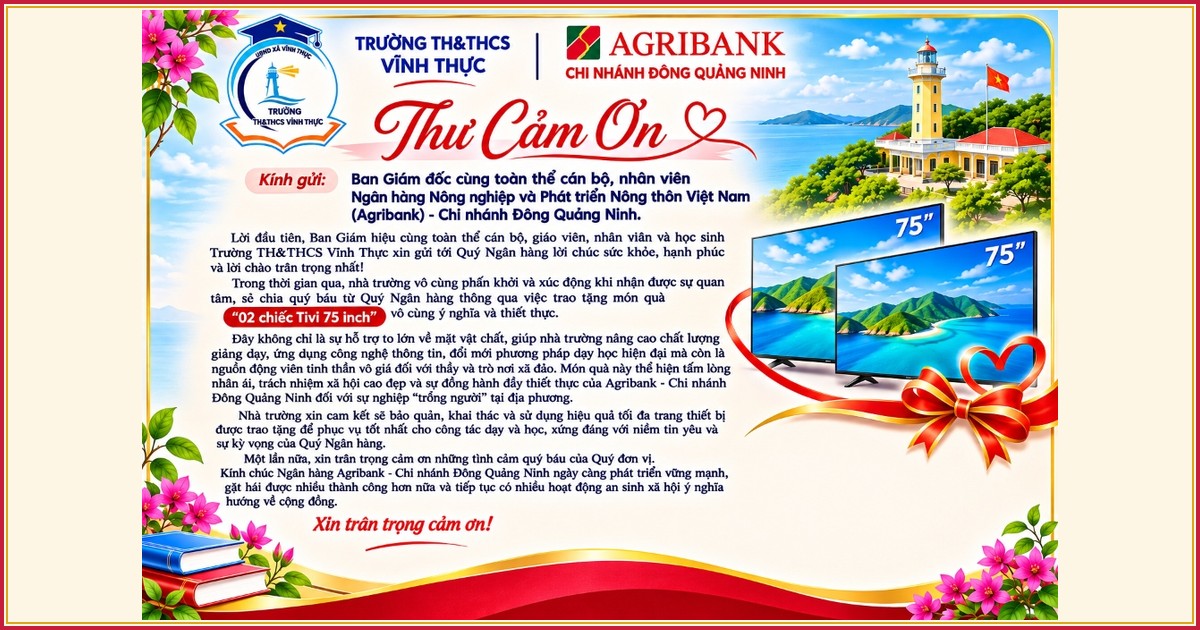 UBND XÃ VĨNH THỰC
TRƯỜNG
TH&THCS VĨNH THỰC
TRƯỜNG TH&THCS
VĨNH THỰC
AGRIBANK
CHI NHÁNH ĐÔNG QUẢNG NINH
Thư Cảm Ơn
Kính gửi:
Ban Giám đốc cùng toàn thể cán bộ, nhân viên
Ngân hàng Nông nghiệp và Phát triển Nông thôn Việt Nam
(Agribank) - Chi nhánh Đông Quảng Ninh.
75”
75”
Lời đầu tiên, Ban Giám hiệu cùng toàn thể cán bộ, giáo viên, nhân viân và học sinh
Trường TH&THCS Vĩnh Thực xin gửi tới Quý Ngân hàng lời chúc sức khỏe, hạnh phúc
và lời chào trân trọng nhất!
Trong thời gian qua, nhà trường vô cùng phấn khởi và xúc động khi nhận được sự quan
tâm, sẻ chia quý báu từ Quý Ngân hàng thông qua việc trao tặng món quà
“02 chiếc Tivi 75 inch” vô cùng ý nghĩa và thiết thực.
Đây không chỉ là sự hỗ trợ to lớn về mặt vật chất, giúp nhà trường nâng cao chất lượng
giảng dạy, ứng dụng công nghệ thông tin, đổi mới phương pháp dạy học hiện đại mà còn là
nguồn động viên tinh thần vô giá đối với thầy và trò nơi xã đảo. Món quà này thể hiện tấm lòng
nhân ái, trách nhiệm xã hội cao đẹp và sự đồng hành đầy thiết thực của Agribank - Chi nhánh
Đông Quảng Ninh đối với sự nghiệp “trồng người” tại địa phương.
Nhà trường xin cam kết sẽ bảo quản, khai thác và sử dụng hiệu quả tối đa trang thiết bị
được trao tặng để phục vụ tốt nhất cho công tác dạy và học, xứng đáng với niềm tin yêu và
sự kỳ vọng của Quý Ngân hàng.
Một lần nữa, xin trân trọng cảm ơn những tình cảm quý báu của Quý đơn vị.
Kính chúc Ngân hàng Agribank - Chi nhánh Đông Quảng Ninh ngày càng phát triển vững mạnh,
gặt hái được nhiều thành công hơn nữa và tiếp tục có nhiều hoạt động an sinh xã hội ý nghĩa
hướng về cộng đồng.
Xin trân trọng cảm ơn!